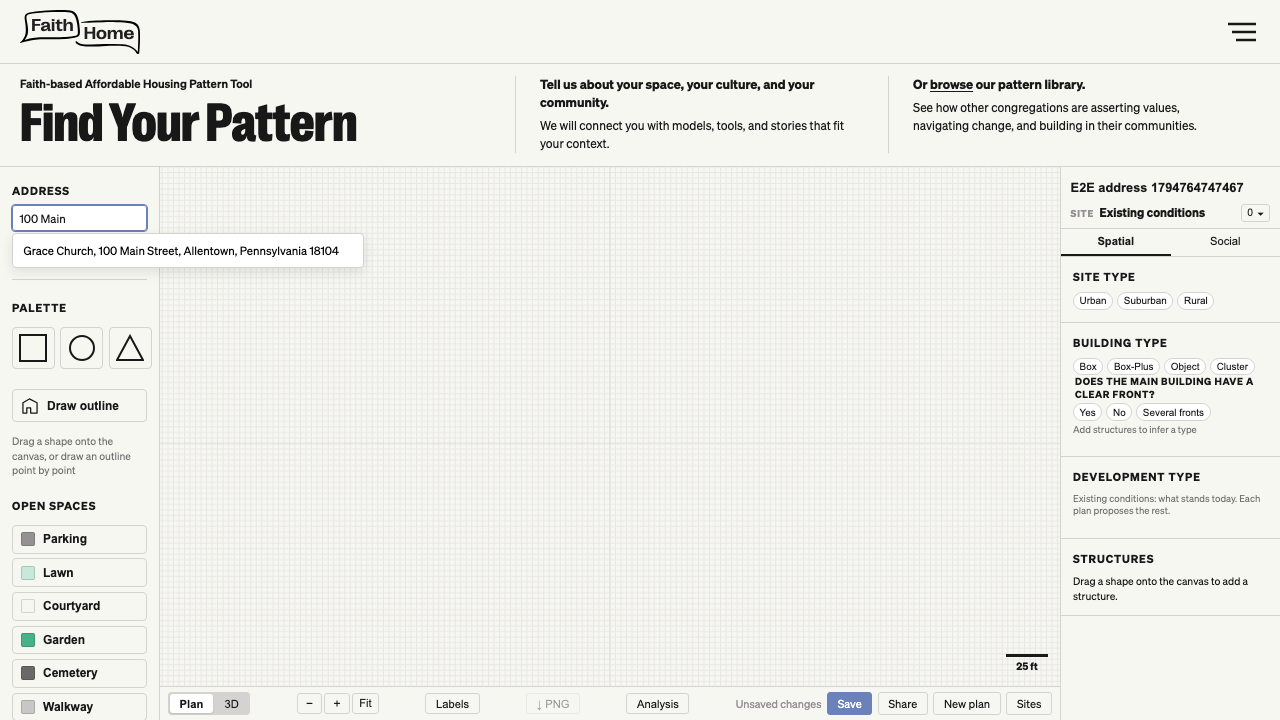 Faith
Home
Faith-based Affordable Housing Pattern Tool
Find Your Pattern
Tell us about your space, your culture, and your
community.
We will connect you with models, tools, and stories that fit
your context.
Or browse our pattern library.
See how other congregations are asserting values,
navigating change, and building in their communities.
ADDRESS
100 Main
Grace Church, 100 Main Street, Allentown, Pennsylvania 18104
PALETTE
Draw outline
Drag a shape onto the
canvas, or draw an outline
point by point
OPEN SPACES
Parking
Lawn
Courtyard
Garden
Cemetery
Walkway
25 ft
Plan 3D − + Fit Labels ↓ PNG Analysis Unsaved changes Save Share New plan Sites
E2E address 1794764747467
SITE Existing conditions 0
Spatial Social
SITE TYPE
Urban Suburban Rural
BUILDING TYPE
Box Box-Plus Object Cluster
DOES THE MAIN BUILDING HAVE A
CLEAR FRONT?
Yes No Several fronts
Add structures to infer a type
DEVELOPMENT TYPE
Existing conditions: what stands today. Each
plan proposes the rest.
STRUCTURES
Drag a shape onto the canvas to add a
structure.